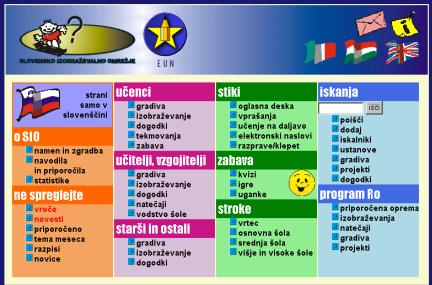 ?
SLOVENSKO IZOBRAŽEVALNO OMREŽJE
EUN
i
strani
samo v
slovenščini
o SIO
namen in zgradba
navodila
in priporočila
statistike
ne spreglejte
vroče
novosti
priporočeno
tema meseca
razpisi
novice
učenci
gradiva
izobraževanje
dogodki
tekmovanja
zabava
učitelji, vzgojitelji
gradiva
izobraževanje
dogodki
natečaji
vodstvo šole
starši in ostali
gradiva
izobraževanje
dogodki
stiki
oglasna deska
vprašanja
učenje na daljavo
elektronski naslovi
razprave/klepet
zabava
kvizi
igre
uganke
stroke
vrtec
osnovna šola
srednja šola
višje in visoke šole
iskanja
išči
poišči
dodaj
iskalniki
ustanove
gradiva
projekti
dogodki
program Ro
priporočena oprema
izobraževanja
natečaji
gradiva
projekti